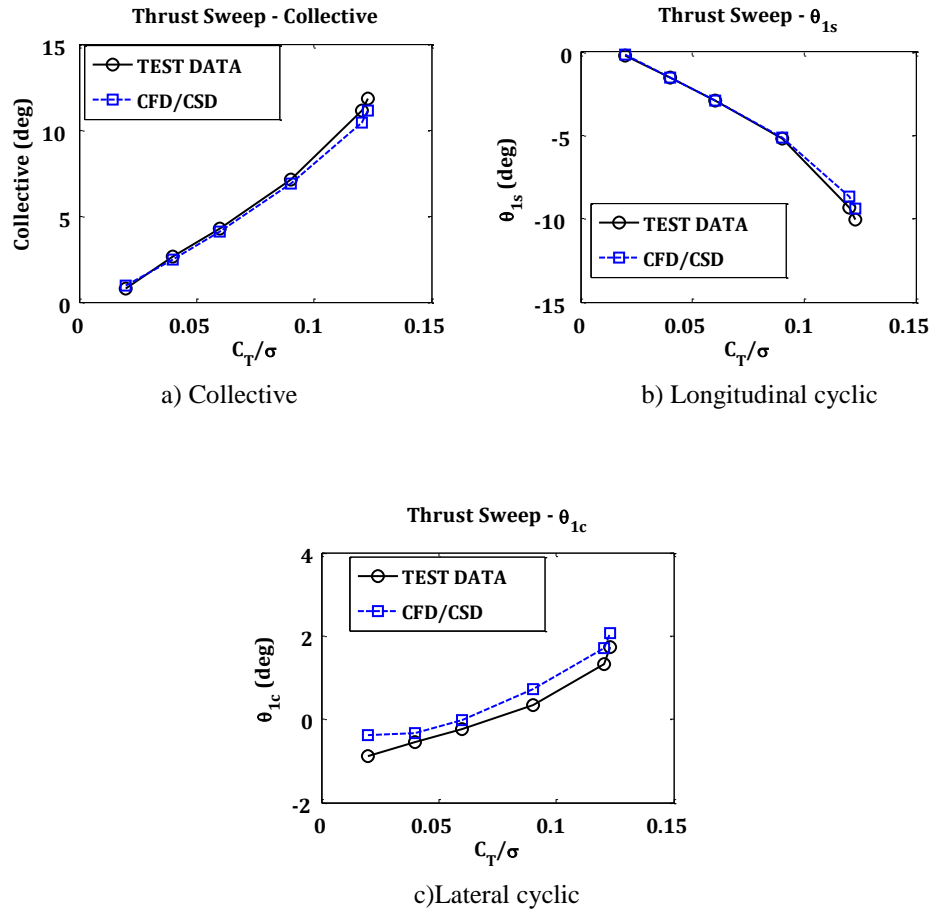 Thrust Sweep - Collective
15
10
5
0
Collective (deg)
TEST DATA
CFD/CSD
0 0.05 0.1 0.15
C_T/σ
a) Collective
Thrust Sweep - θ_1s
0
-5
-10
-15
θ_1s (deg)
TEST DATA
CFD/CSD
0 0.05 0.1 0.15
C_T/σ
b) Longitudinal cyclic
Thrust Sweep - θ_1c
4
2
0
-2
θ_1c (deg)
TEST DATA
CFD/CSD
0 0.05 0.1 0.15
C_T/σ
c)Lateral cyclic